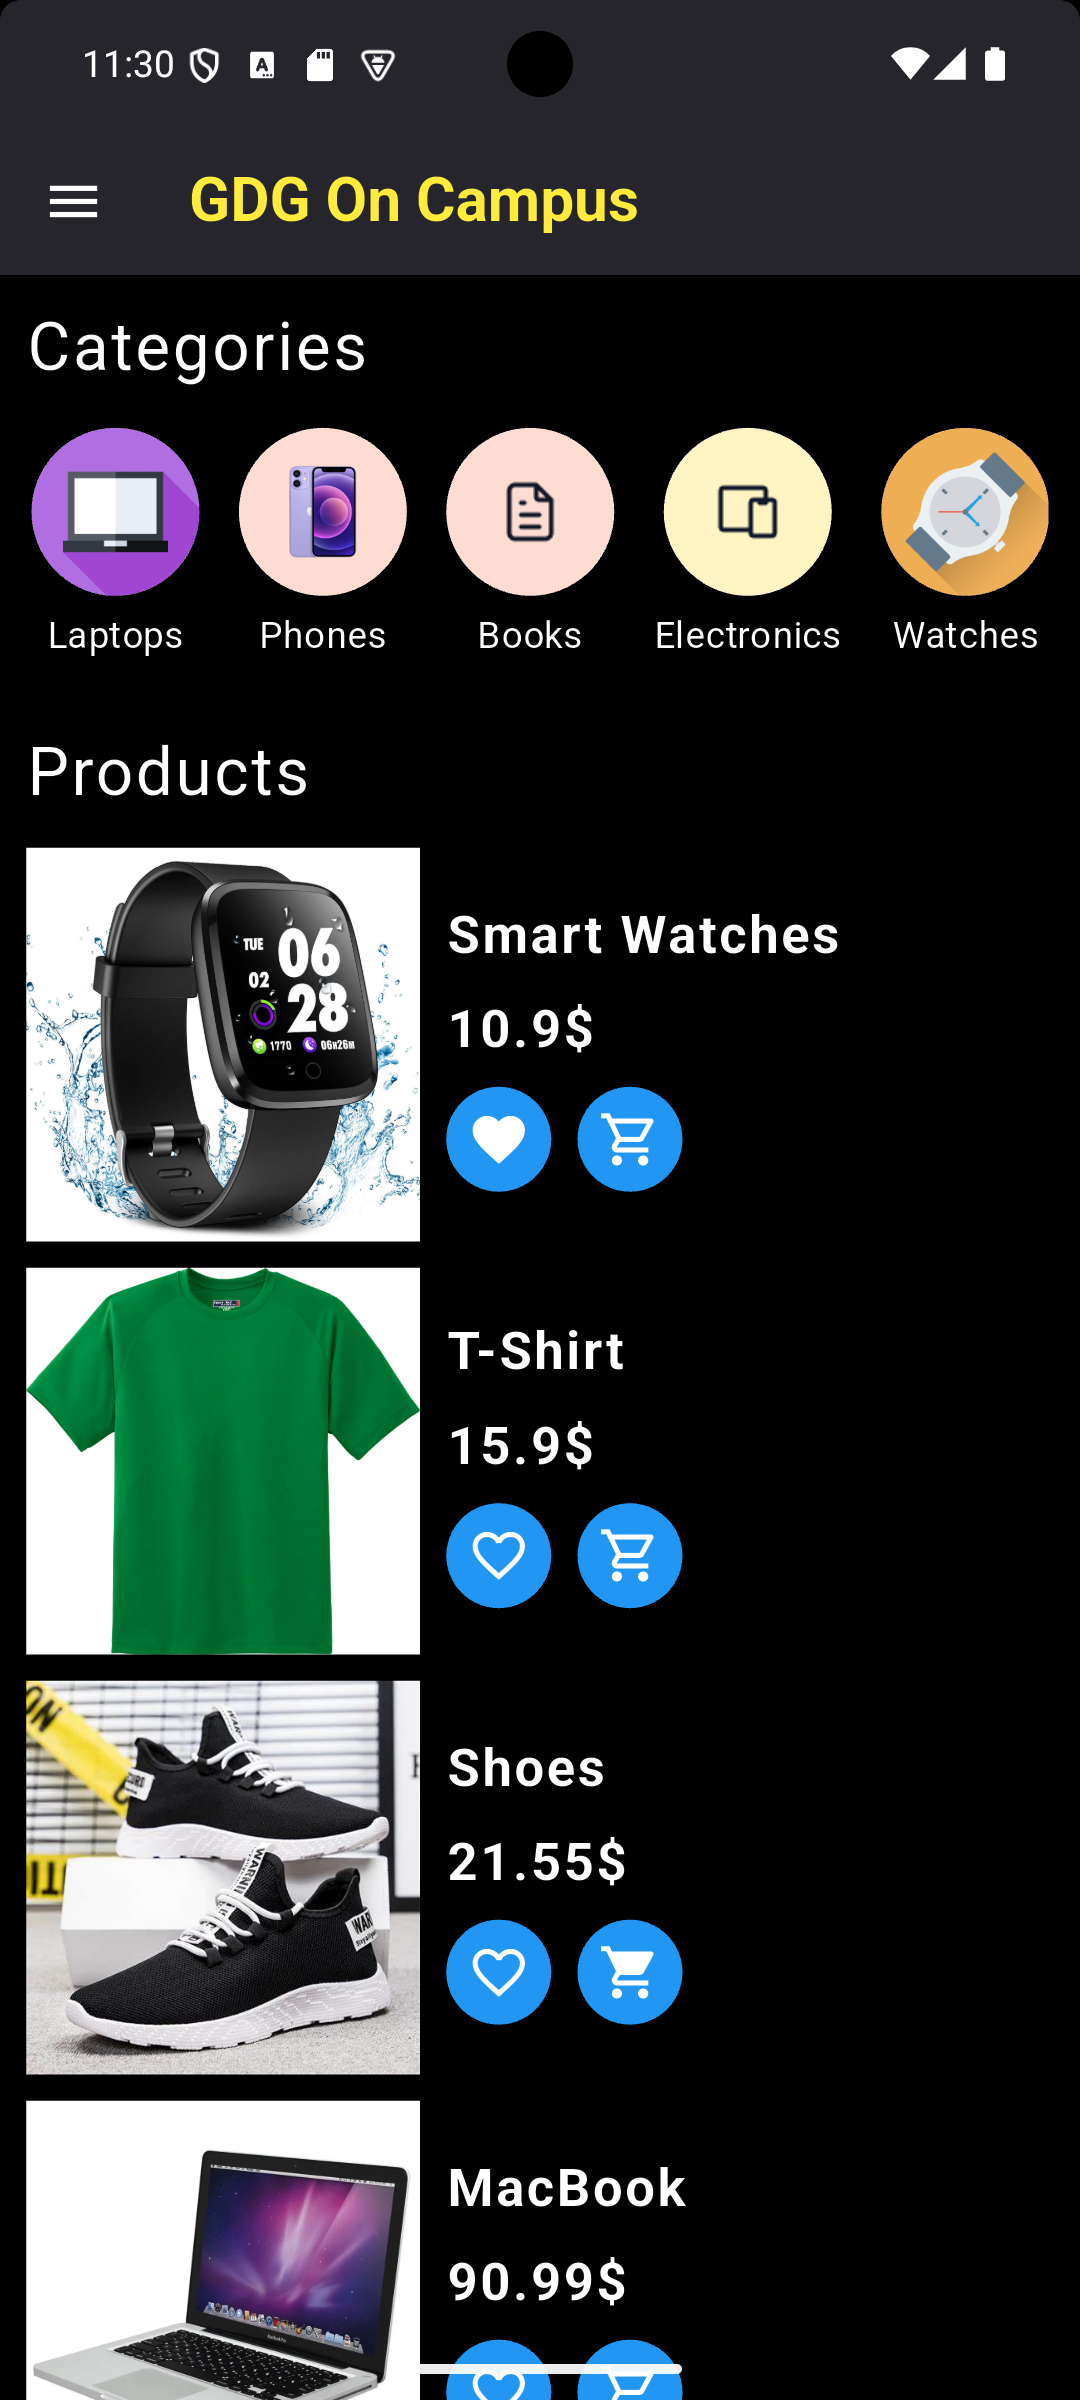 11:30
GDG On Campus
Categories
Laptops Phones Books Electronics Watches
Products
TUE 06
02 28
1770 06H26M
Smart Watches
10.9$
T-Shirt
15.9$
Shoes
21.55$
MacBook
90.99$